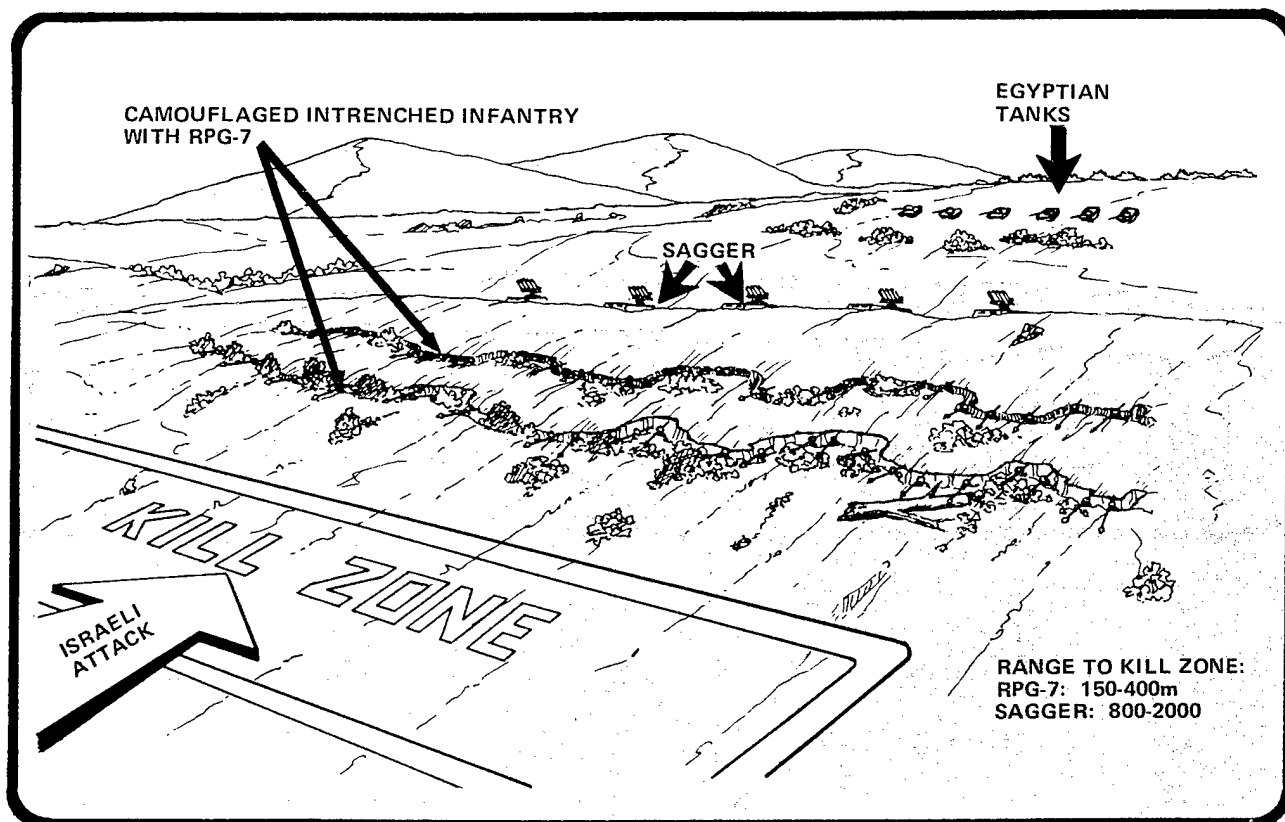 CAMOUFLAGED INTRENCHED INFANTRY
WITH RPG-7
EGYPTIAN
TANKS
SAGGER
KILL ZONE
ISRAELI
ATTACK
RANGE TO KILL ZONE:
RPG-7: 150-400m
SAGGER: 800-2000